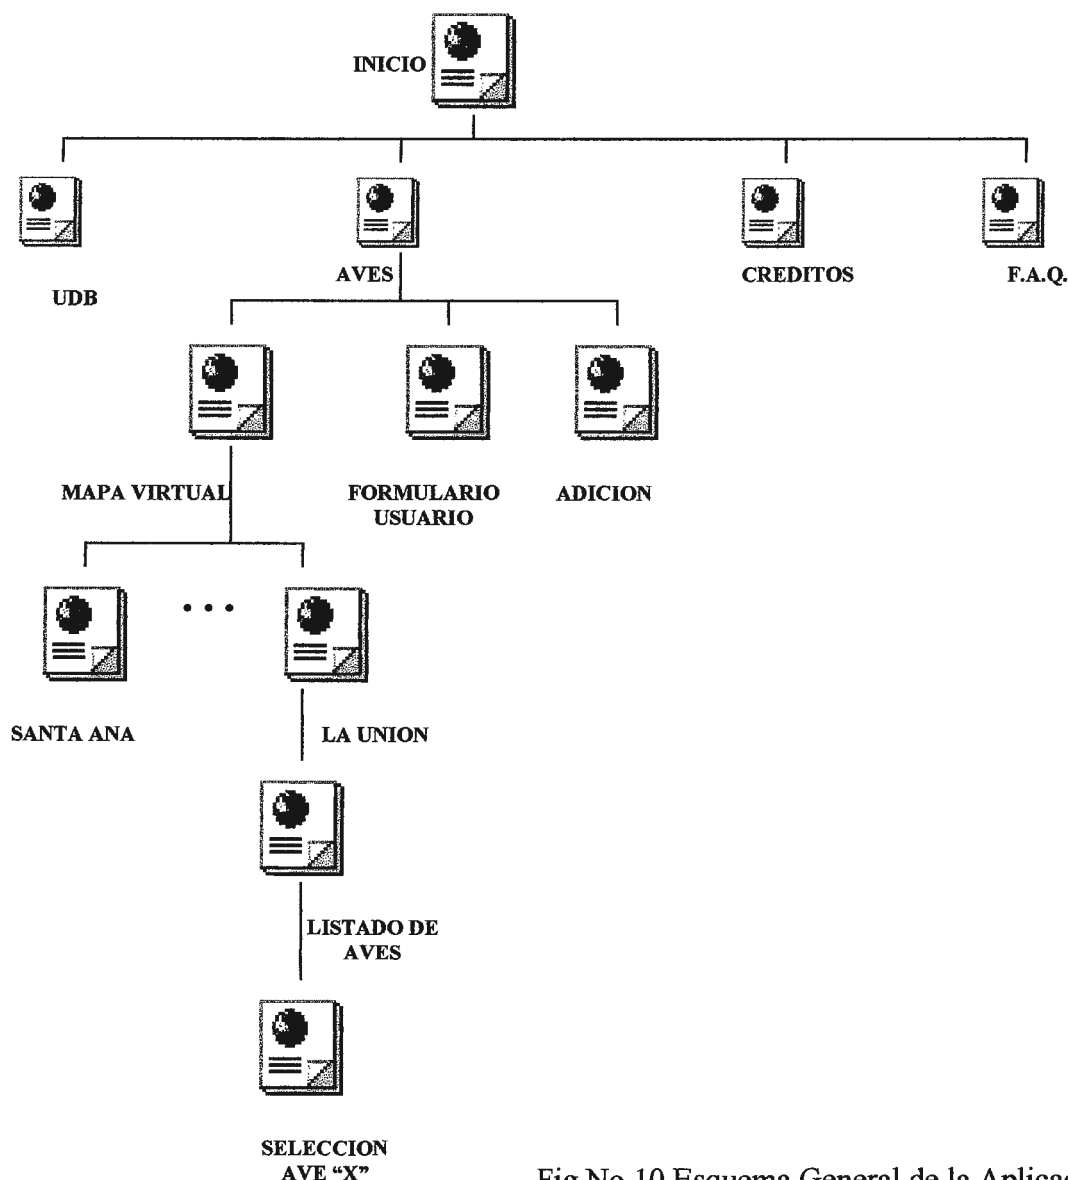 INICIO
UDB
AVES
CREDITOS
F.A.Q.
MAPA VIRTUAL
FORMULARIO
USUARIO
ADICION
SANTA ANA
...
LA UNION
LISTADO DE
AVES
SELECCION
AVE “X”
Fig No 10 Esquema General de la